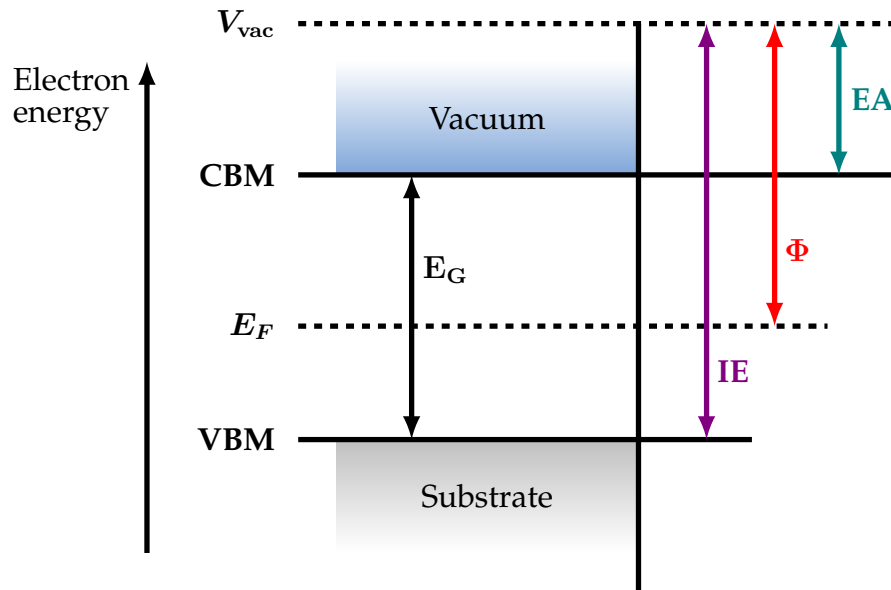 V_vac
Electron
energy
EA
Vacuum
CBM
E_G
Φ
E_F
IE
VBM
Substrate